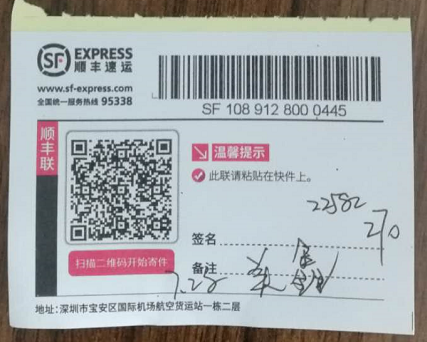 SF EXPRESS
顺丰速运
www.sf-express.com
全国统一服务热线 95338
SF 108 912 800 0445
顺丰联
温馨提示
此联请粘贴在快件上。
22582
签名
扫描二维码开始寄件
备注
7.28
地址:深圳市宝安区国际机场航空货运站一栋二层